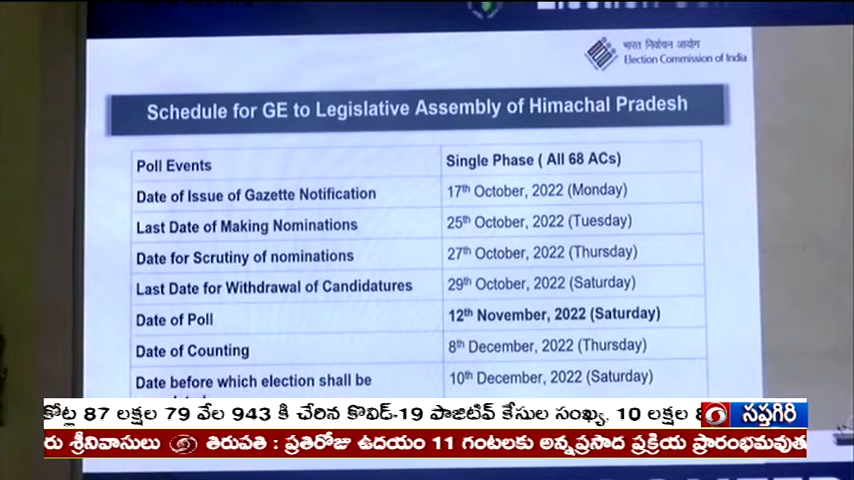 भारत निर्वाचन आयोग
Election Commission of India
Schedule for GE to Legislative Assembly of Himachal Pradesh
Poll Events Single Phase ( All 68 ACs)
Date of Issue of Gazette Notification 17th October, 2022 (Monday)
Last Date of Making Nominations 25th October, 2022 (Tuesday)
Date for Scrutiny of nominations 27th October, 2022 (Thursday)
Last Date for Withdrawal of Candidatures 29th October, 2022 (Saturday)
Date of Poll 12th November, 2022 (Saturday)
Date of Counting 8th December, 2022 (Thursday)
Date before which election shall be 10th December, 2022 (Saturday)
కోట్ల 87 లక్షల 79 వేల 943 కి చేరిన కొవిడ్-19 పాజిటివ్ కేసుల సంఖ్య. 10 లక్షల
సప్తగిరి
రు శ్రీనివాసులు తిరుపతి : ప్రతిరోజు ఉదయం 11 గంటలకు అన్నప్రసాద ప్రక్రియ ప్రారంభమవుత